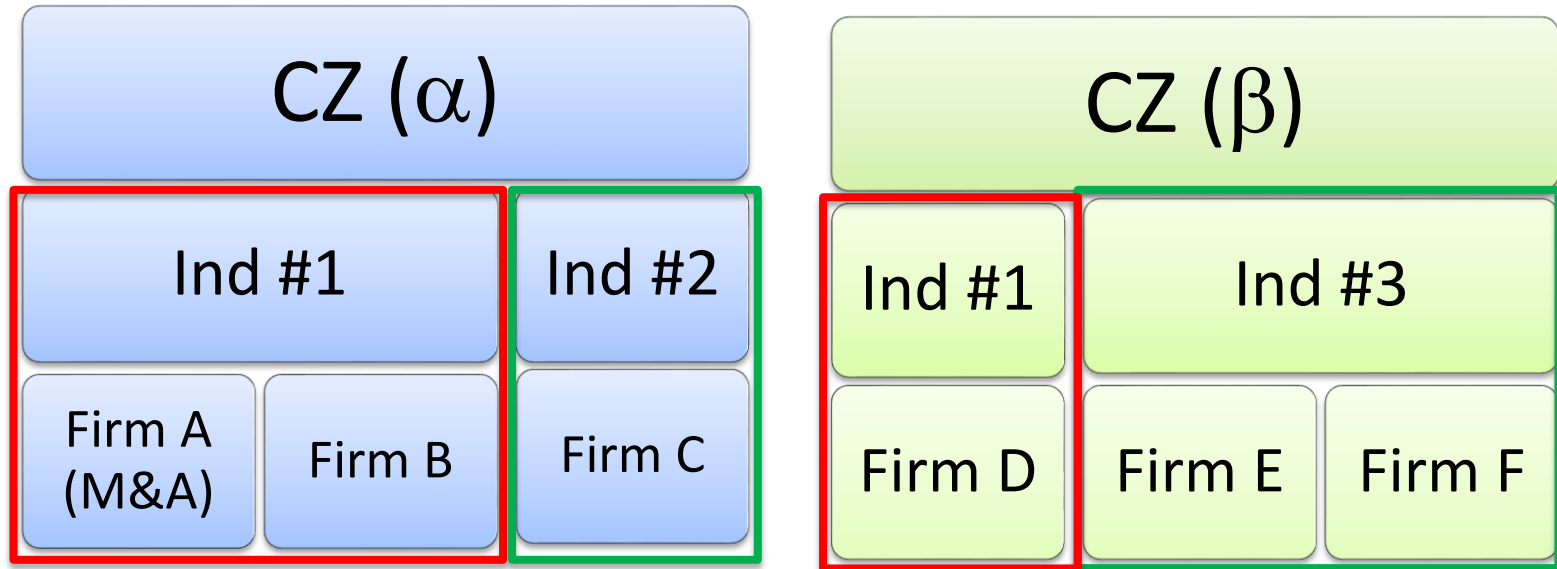 CZ (α)
CZ (β)
Ind #1
Ind #2
Ind #1
Ind #3
Firm A
(M&A)
Firm B
Firm C
Firm D
Firm E
Firm F